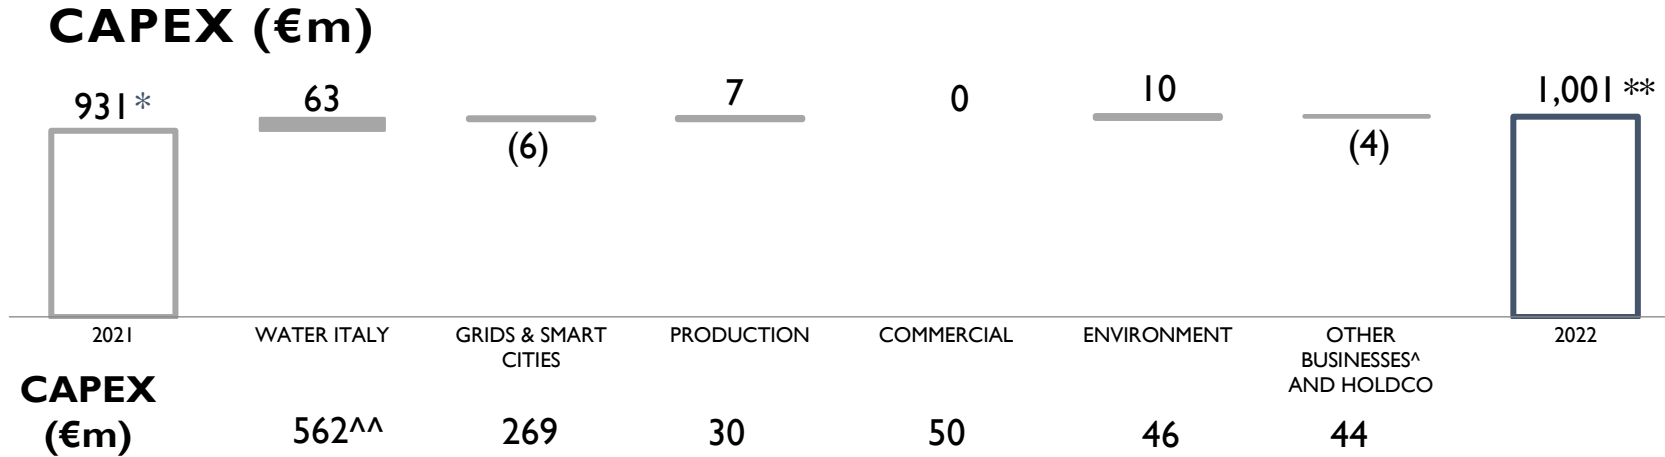 CAPEX (€m)
931* 63 (6) 7 0 10 (4) 1,001**
2021 WATER ITALY GRIDS & SMART PRODUCTION COMMERCIAL ENVIRONMENT OTHER 2022
CITIES BUSINESSES^
AND HOLDCO
CAPEX
(€m) 562^^ 269 30 50 46 44